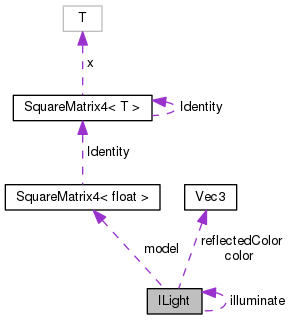 T
x
SquareMatrix4< T >
Identity
Identity
SquareMatrix4< float >
Vec3
model
reflectedColor
color
ILight
illuminate